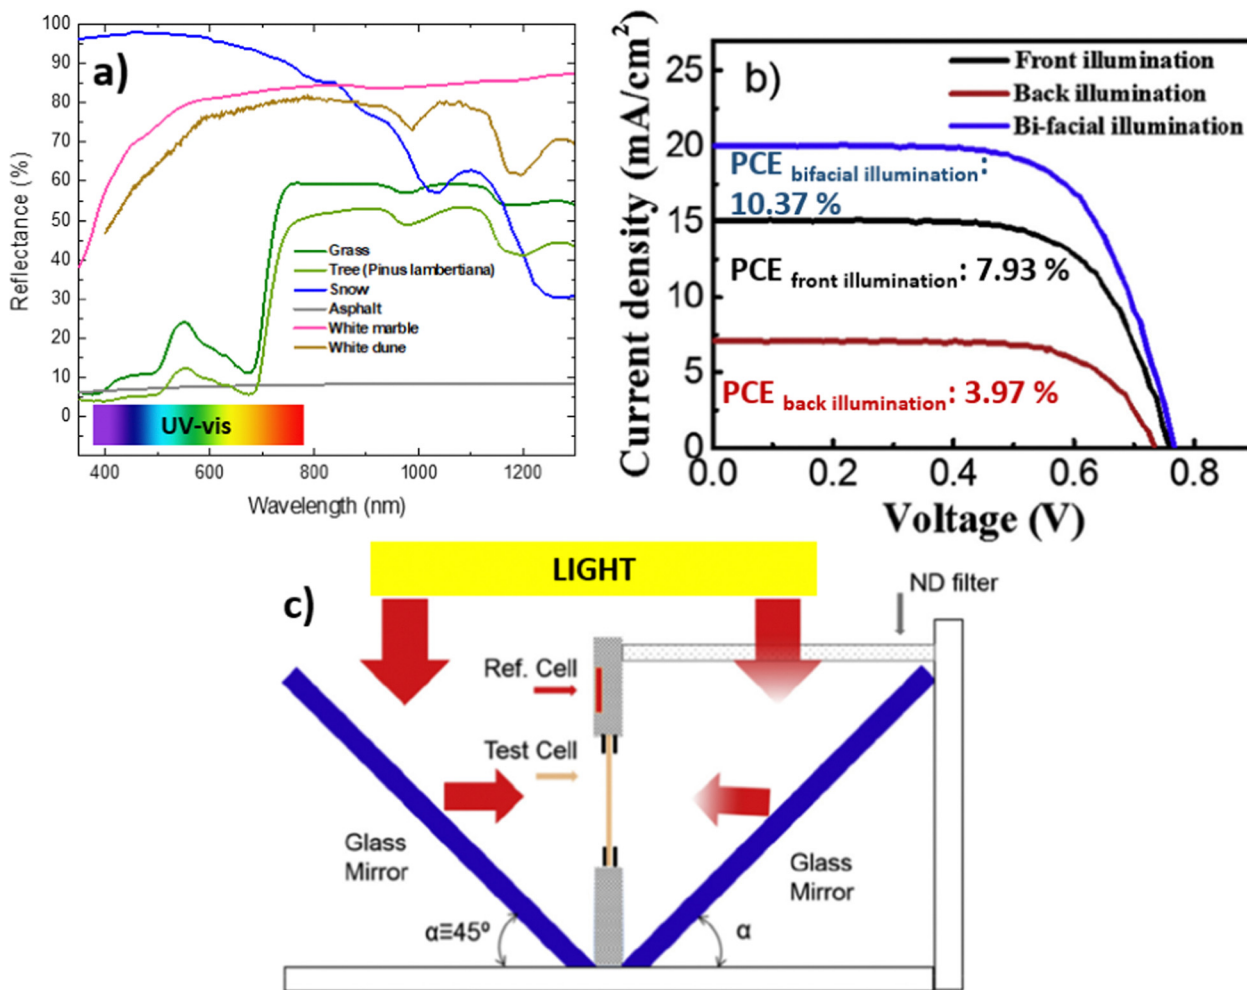 a)
100
90
80
70
60
50
40
30
20
10
0
Reflectance (%)
Grass
Tree (Pinus lambertiana)
Snow
Asphalt
White marble
White dune
UV-vis
400 600 800 1000 1200
Wavelength (nm)
b)
25
20
15
10
5
0
Current density (mA/cm²)
Front illumination
Back illumination
Bi-facial illumination
PCE bifacial illumination:
10.37 %
PCE front illumination: 7.93 %
PCE back illumination: 3.97 %
0.0 0.2 0.4 0.6 0.8
Voltage (V)
c)
LIGHT
ND filter
Ref. Cell
Test Cell
Glass
Mirror
Glass
Mirror
α≡45º
α